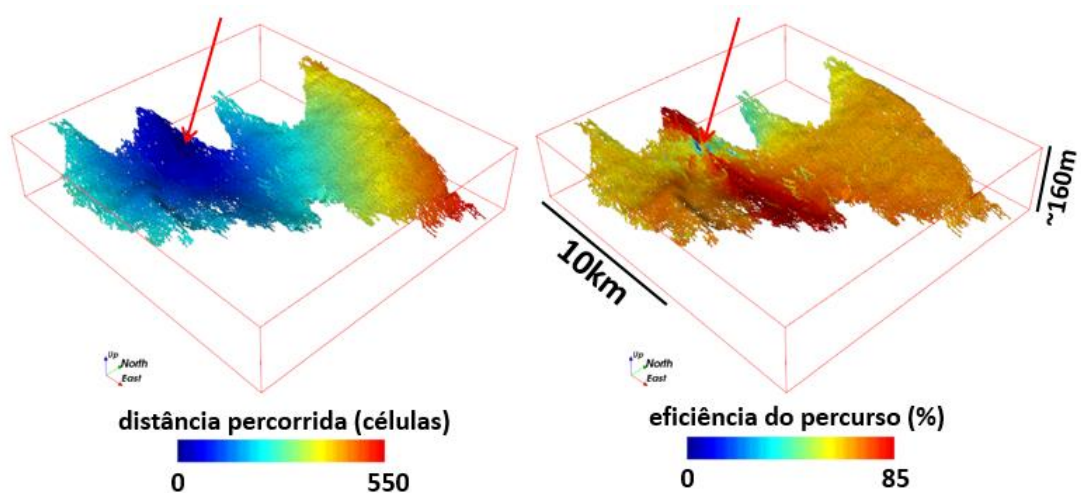 10km
~160m
Up
North
East
Up
North
East
distância percorrida (células)
0
550
eficiência do percurso (%)
0
85